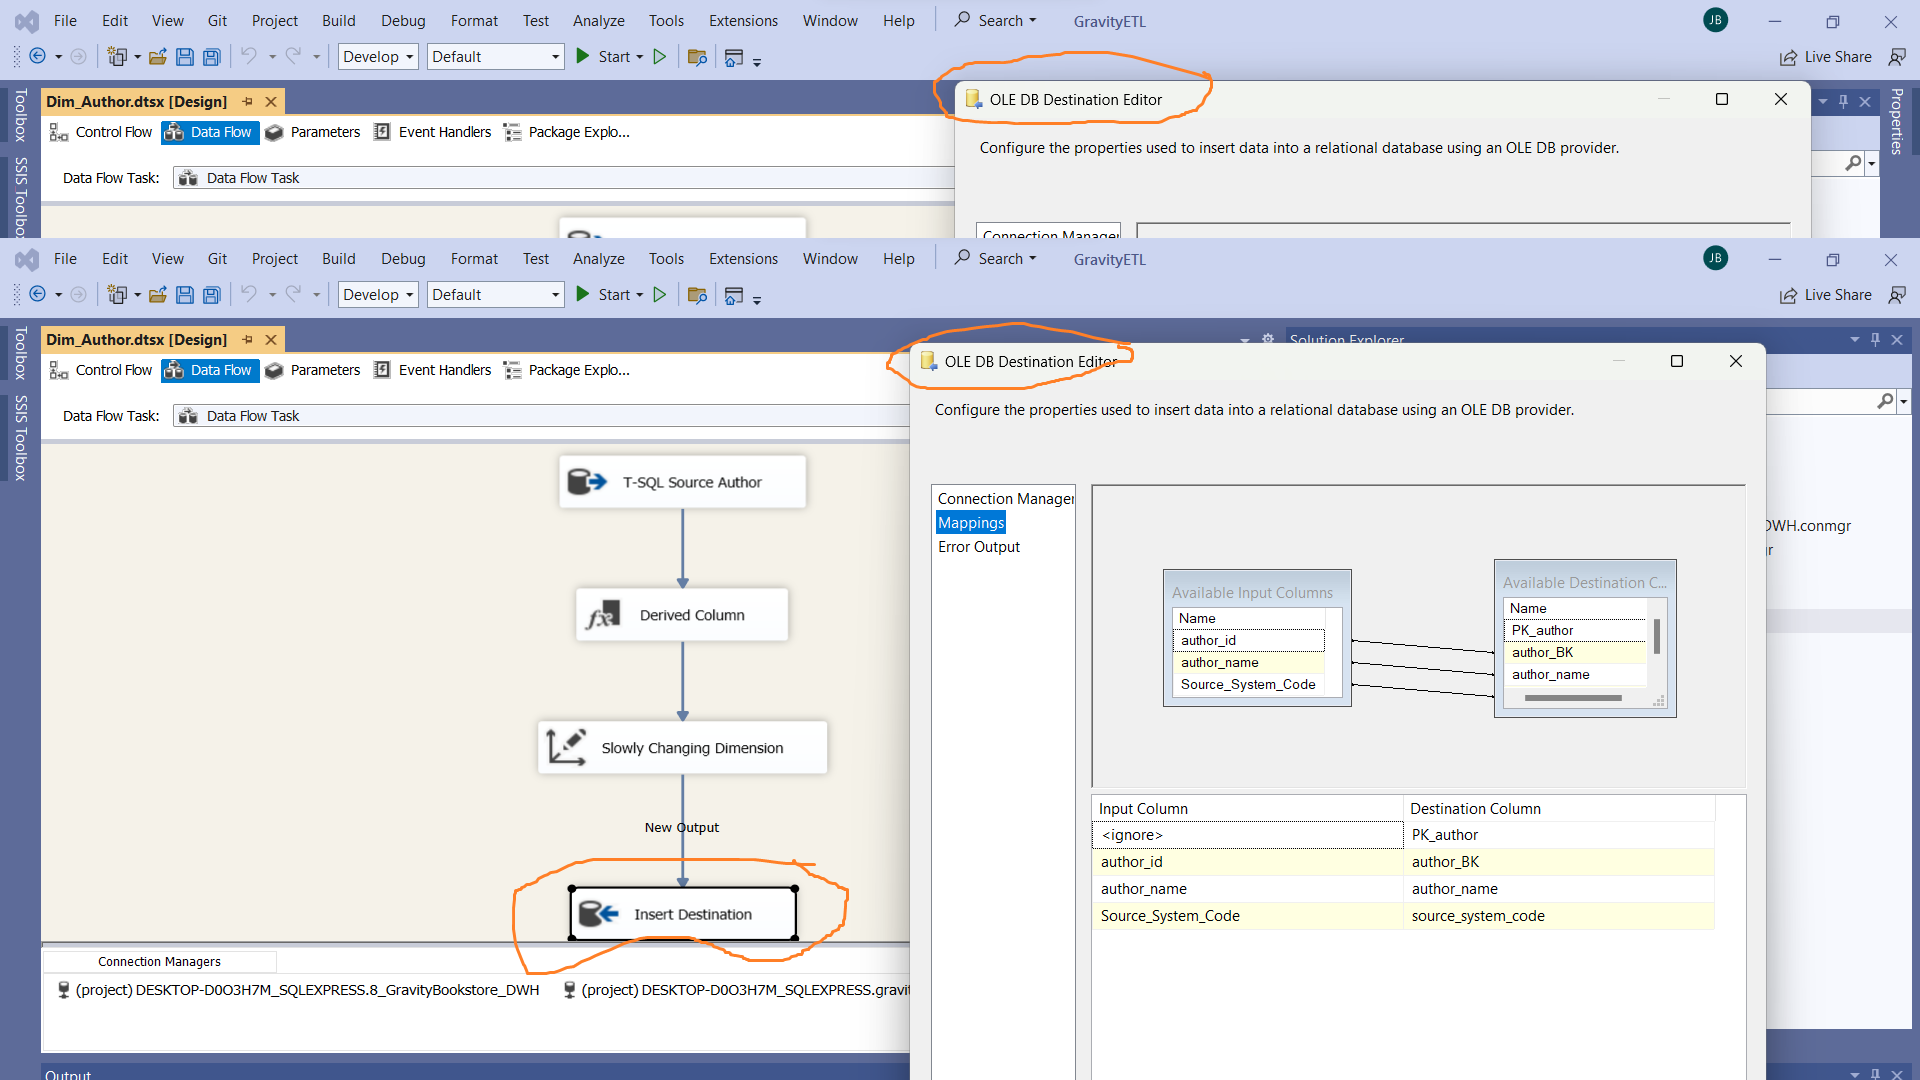 File Edit View Git Project Build Debug Format Test Analyze Tools Extensions Window Help Search GravityETL JB
Develop Default Start Live Share
Toolbox
SSIS Toolbox
Dim_Author.dtsx [Design]
Control Flow Data Flow Parameters Event Handlers Package Explo...
Data Flow Task: Data Flow Task
OLE DB Destination Editor
Configure the properties used to insert data into a relational database using an OLE DB provider.
Connection Manager
Properties
File Edit View Git Project Build Debug Format Test Analyze Tools Extensions Window Help Search GravityETL JB
Develop Default Start Live Share
Toolbox
SSIS Toolbox
Dim_Author.dtsx [Design]
Solution Explorer
Control Flow Data Flow Parameters Event Handlers Package Explo...
Data Flow Task: Data Flow Task
T-SQL Source Author
Derived Column
Slowly Changing Dimension
New Output
Insert Destination
Connection Managers
(project) DESKTOP-D0O3H7M_SQLEXPRESS.8_GravityBookstore_DWH (project) DESKTOP-D0O3H7M_SQLEXPRESS.gravit
Output
OLE DB Destination Editor
Configure the properties used to insert data into a relational database using an OLE DB provider.
Connection Manager
Mappings
Error Output
Available Input Columns
Name
author_id
author_name
Source_System_Code
Available Destination C...
Name
PK_author
author_BK
author_name
Input Column Destination Column
<ignore> PK_author
author_id author_BK
author_name author_name
Source_System_Code source_system_code
DWH.conmgr